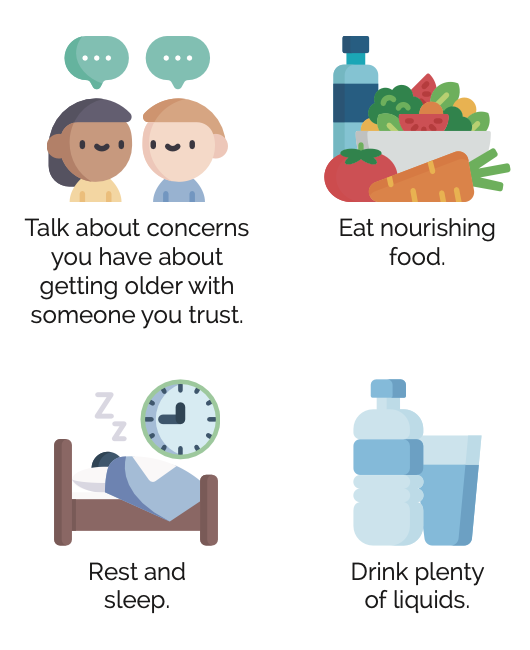 Talk about concerns
you have about
getting older with
someone you trust.
Eat nourishing
food.
Z
z
Rest and
sleep.
Drink plenty
of liquids.